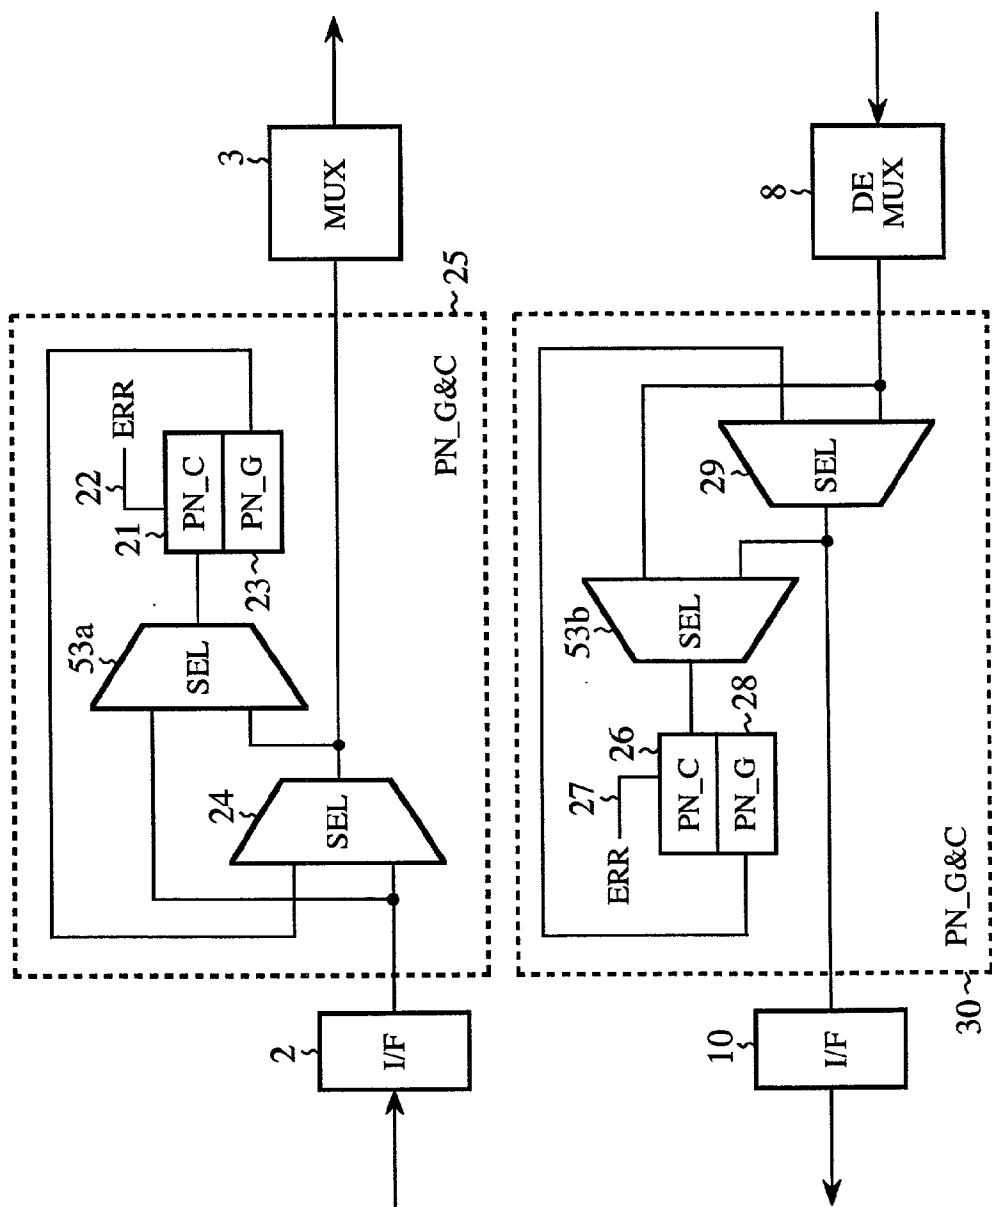 2
I/F
24
SEL
53a
SEL
21
22
ERR
PN_C
PN_G
23
PN_G&C
25
3
MUX
10
I/F
30
PN_G&C
ERR
27
26
PN_C
PN_G
28
53b
SEL
29
SEL
8
DE
MUX